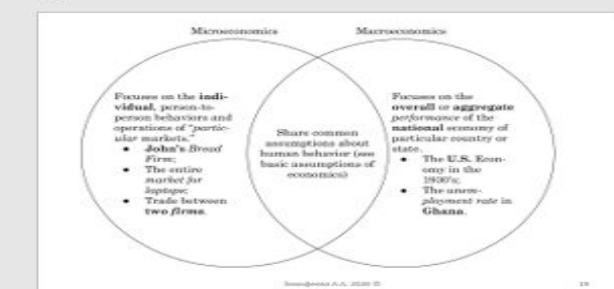 Microeconomics
Macroeconomics
Focuses on the indi-
vidual, person-to-
person behaviors and
operations of "partic-
ular markets."
• John's Bread
Firm;
• The entire
market for
laptops;
• Trade between
two firms.
Share common
assumptions about
human behavior (see
basic assumptions of
economics)
Focuses on the
overall or aggregate
performance of the
national economy of
particular country or
state.
• The U.S. Econ-
omy in the
1930's;
• The unem-
ployment rate in
Ghana.
A.A. 2020 ©